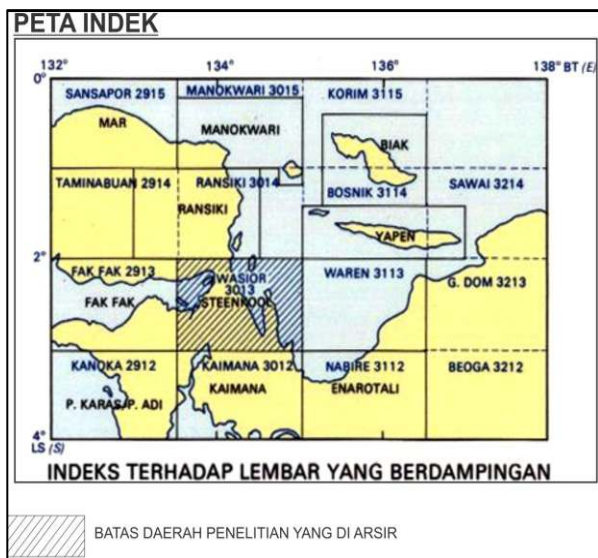 PETA INDEK
132° 134° 136° 138° BT (E)
0°
SANSAPOR 2915 MANOKWARI 3015 KORIM 3115
MAR MANOKWARI BIAK
TAMINABUAN 2914 RANSIKI 3014 BOSNIK 3114 SAWAI 3214
RANSIKI YAPEN
2°
FAK FAK 2913 WASIOR 3013 WAREN 3113 G. DOM 3213
FAK FAK STEENKOOL
KANOKA 2912 KAIMANA 3012 NABIRE 3112 BEOGA 3212
P. KARAS/P. ADI KAIMANA ENAROTALI
4°
LS (S)
INDEKS TERHADAP LEMBAR YANG BERDAMPINGAN
BATAS DAERAH PENELITIAN YANG DI ARSIR